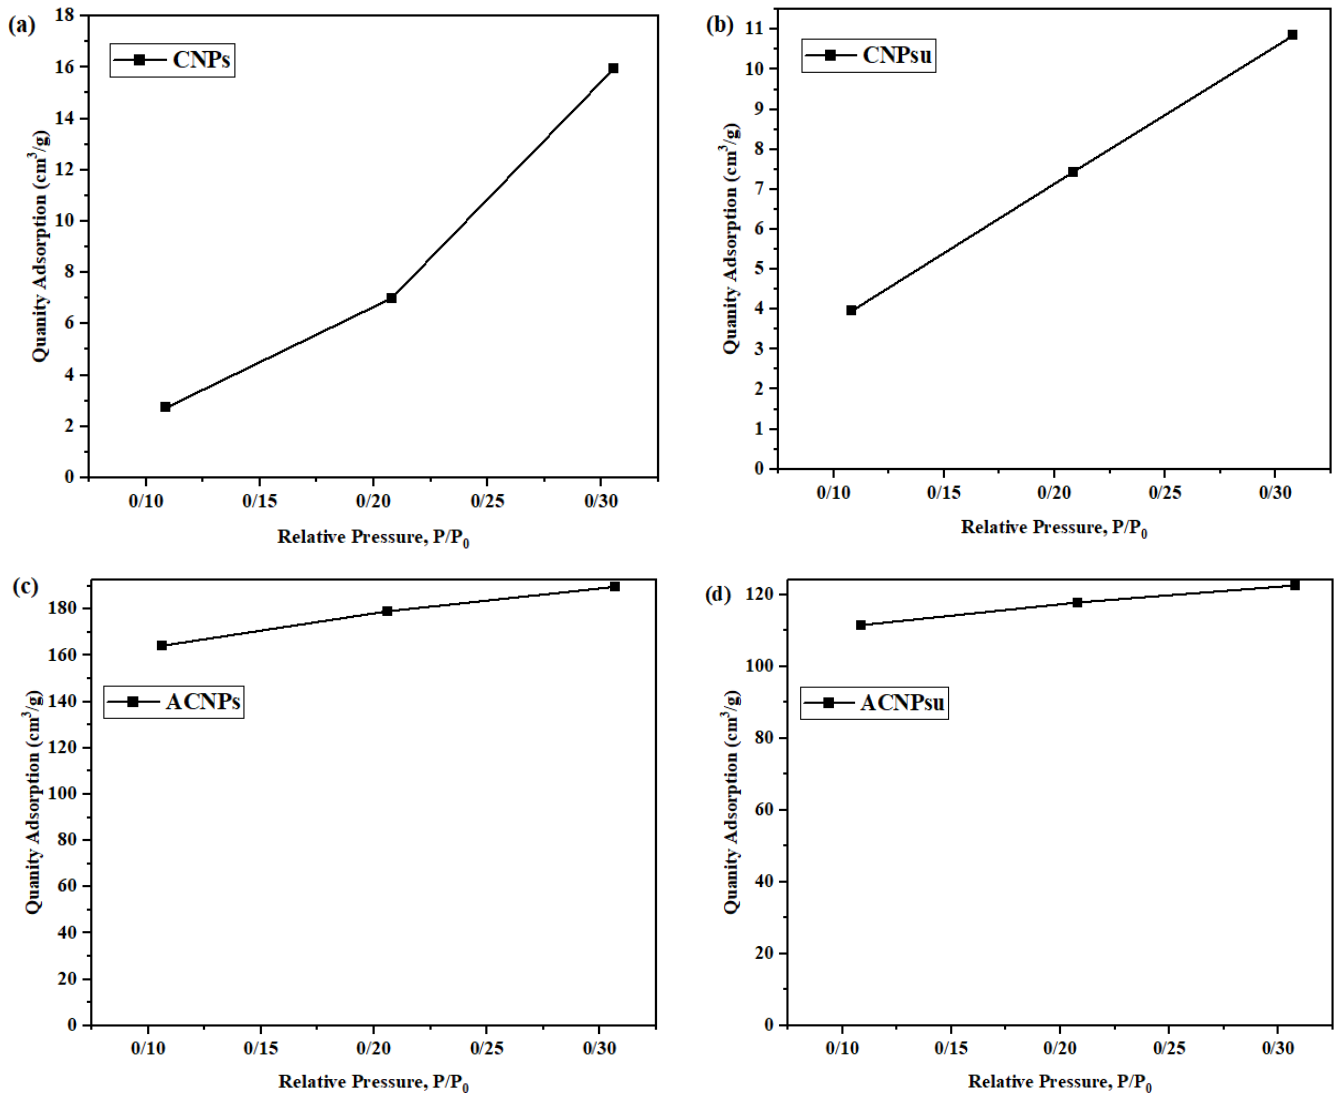 (a)
CNPs
Quanity Adsorption (cm³/g)
18
16
14
12
10
8
6
4
2
0
0/10 0/15 0/20 0/25 0/30
Relative Pressure, P/P₀
(b)
CNPsu
Quanity Adsorption (cm³/g)
11
10
9
8
7
6
5
4
3
2
1
0
0/10 0/15 0/20 0/25 0/30
Relative Pressure, P/P₀
(c)
ACNPs
Quanity Adsorption (cm³/g)
180
160
140
120
100
80
60
40
20
0
0/10 0/15 0/20 0/25 0/30
Relative Pressure, P/P₀
(d)
ACNPsu
Quanity Adsorption (cm³/g)
120
100
80
60
40
20
0
0/10 0/15 0/20 0/25 0/30
Relative Pressure, P/P₀